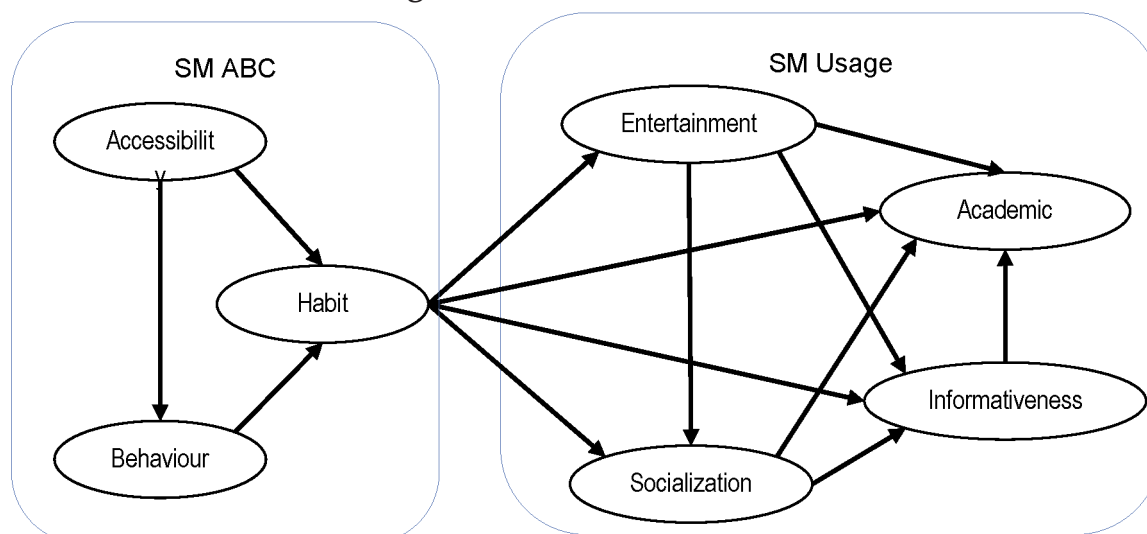 SM ABC
SM Usage
Accessibilit
y
Habit
Behaviour
Entertainment
Academic
Informativeness
Socialization